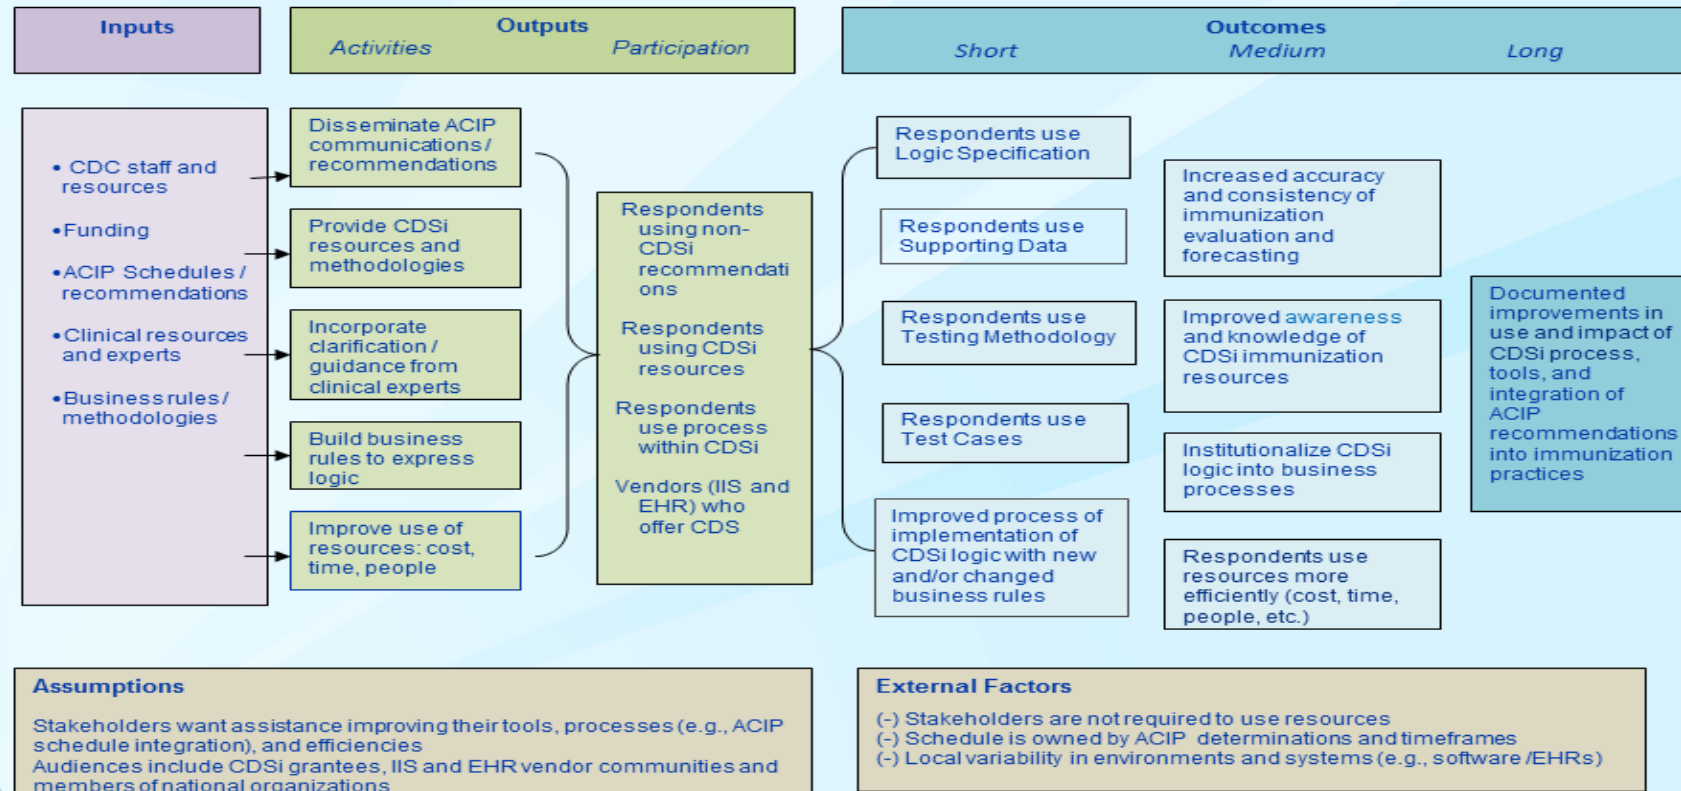 Inputs
Outputs
Activities
Participation
Outcomes
Short
Medium
Long
• CDC staff and
resources
•Funding
•ACIP Schedules /
recommendations
•Clinical resources
and experts
•Business rules /
methodologies
Disseminate ACIP
communications /
recommendations
Provide CDSi
resources and
methodologies
Incorporate
clarification /
guidance from
clinical experts
Build business
rules to express
logic
Improve use of
resources: cost,
time, people
Respondents
using non-
CDSi
recommendati
ons
Respondents
using CDSi
resources
Respondents
use process
within CDSi
Vendors (IIS and
EHR) who
offer CDS
Respondents use
Logic Specification
Respondents use
Supporting Data
Respondents use
Testing Methodology
Respondents use
Test Cases
Improved process of
implementation of
CDSi logic with new
and/or changed
business rules
Increased accuracy
and consistency of
immunization
evaluation and
forecasting
Improved awareness
and knowledge of
CDSi immunization
resources
Institutionalize CDSi
logic into business
processes
Respondents use
resources more
efficiently (cost, time,
people, etc.)
Documented
improvements in
use and impact of
CDSi process,
tools, and
integration of
ACIP
recommendations
into immunization
practices
Assumptions
Stakeholders want assistance improving their tools, processes (e.g., ACIP
schedule integration), and efficiencies
Audiences include CDSi grantees, IIS and EHR vendor communities and
members of national organizations
External Factors
(-) Stakeholders are not required to use resources
(-) Schedule is owned by ACIP determinations and timeframes
(-) Local variability in environments and systems (e.g., software /EHRs)